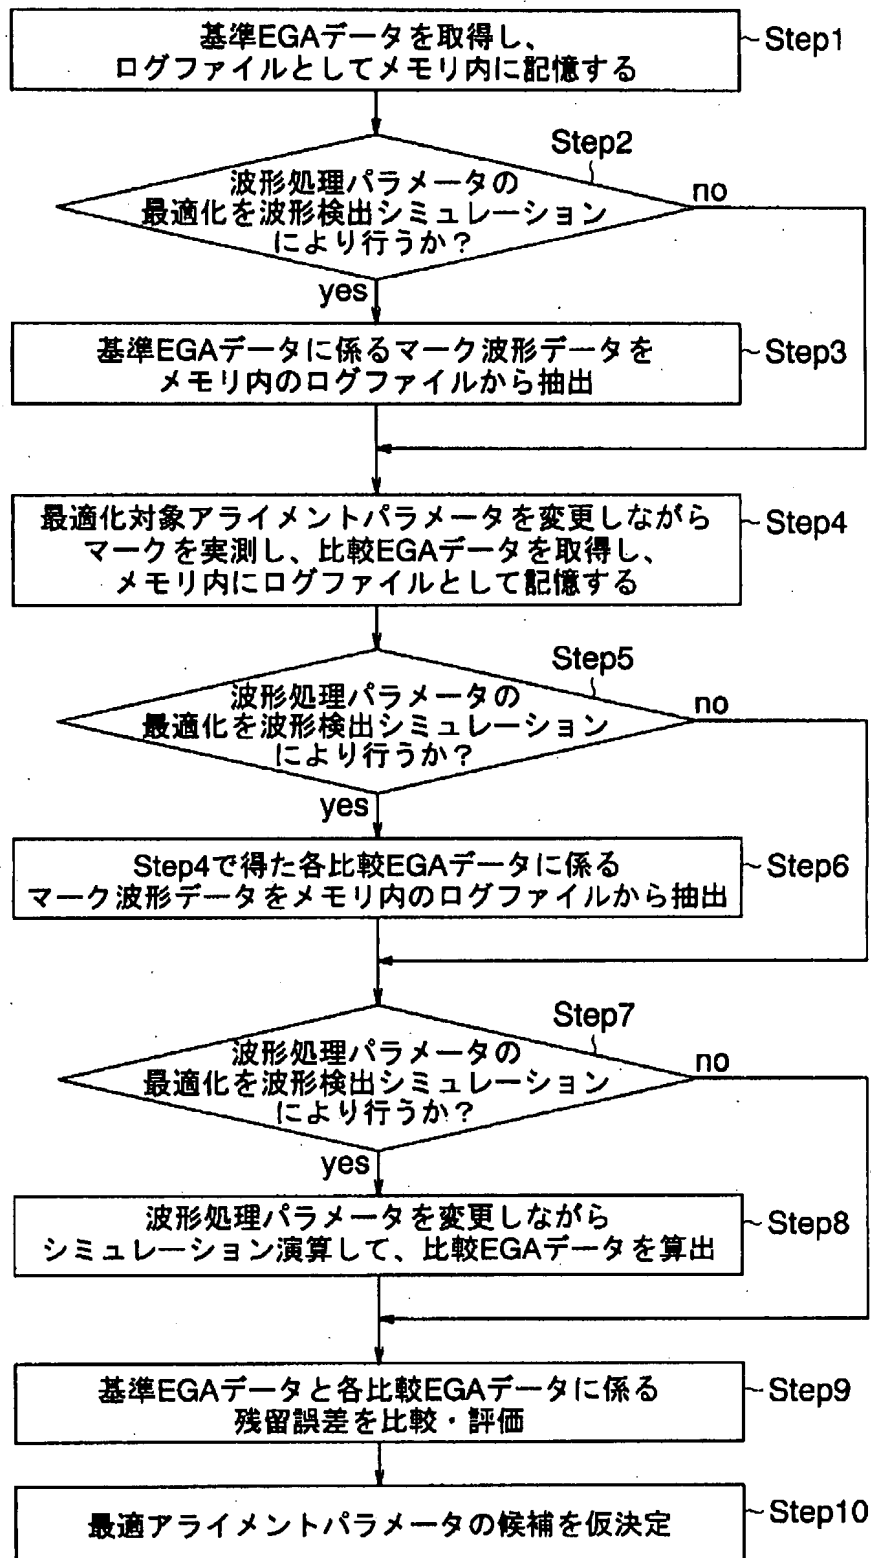 基準EGAデータを取得し、
ログファイルとしてメモリ内に記憶する
Step1
Step2
波形処理パラメータの
最適化を波形検出シミュレーション
により行うか?
no
yes
基準EGAデータに係るマーク波形データを
メモリ内のログファイルから抽出
Step3
最適化対象アライメントパラメータを変更しながら
マークを実測し、比較EGAデータを取得し、
メモリ内にログファイルとして記憶する
Step4
Step5
波形処理パラメータの
最適化を波形検出シミュレーション
により行うか?
no
yes
Step4で得た各比較EGAデータに係る
マーク波形データをメモリ内のログファイルから抽出
Step6
Step7
波形処理パラメータの
最適化を波形検出シミュレーション
により行うか?
no
yes
波形処理パラメータを変更しながら
シミュレーション演算して、比較EGAデータを算出
Step8
基準EGAデータと各比較EGAデータに係る
残留誤差を比較・評価
Step9
最適アライメントパラメータの候補を仮決定
Step10